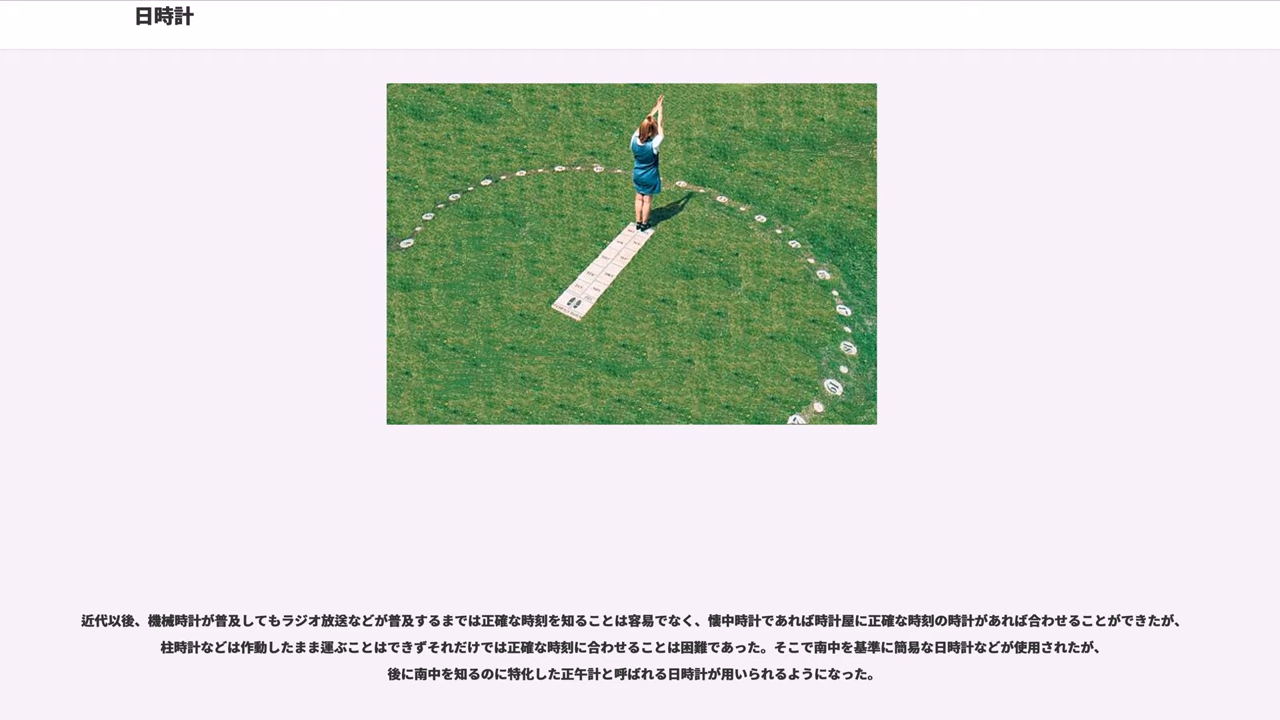 日時計
近代以後、機械時計が普及してもラジオ放送などが普及するまでは正確な時刻を知ることは容易でなく、懐中時計であれば時計屋に正確な時刻の時計があれば合わせることができたが、
柱時計などは作動したまま運ぶことはできずそれだけでは正確な時刻に合わせることは困難であった。そこで南中を基準に簡易な日時計などが使用されたが、
後に南中を知るのに特化した正午計と呼ばれる日時計が用いられるようになった。